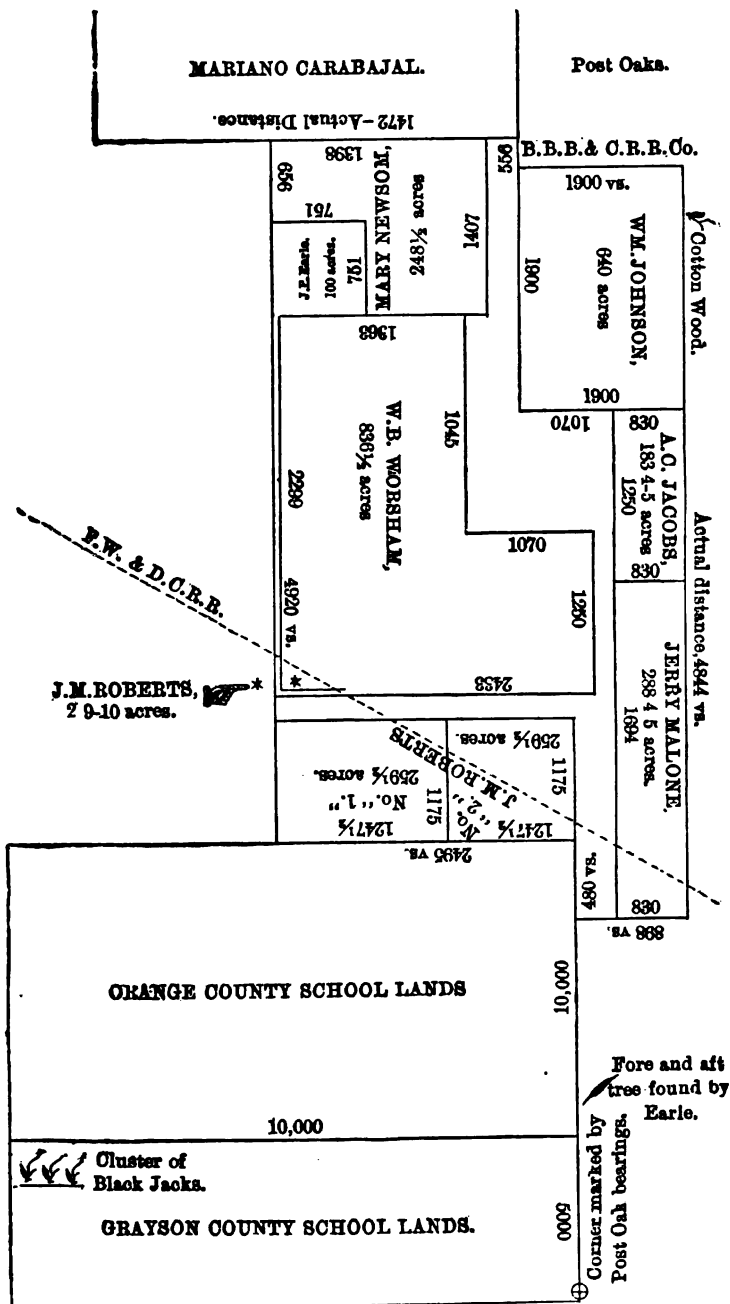 MARIANO CARABAJAL.
Post Oaks.
1472-Actual Distance.
B.B.B.& C.R.R.Co.
1398
656
556
1900 vs.
751
MARY NEWSOM,
248½ acres
1407
J.E. Earle.
100 acres.
751
1900
WM. JOHNSON,
640 acres
Cotton Wood.
1363
1900
1070
830
W.B. WORSHAM,
836½ acres
1045
2299
A.C. JACOBS,
183 4-5 acres
1250
830
1070
1250
F.W. & D.C.R.R.
4920 vs.
Actual distance, 4844 vs.
JERRY MALONE,
288 4 5 acres.
1694
J.M. ROBERTS,
2 9-10 acres.
2433
J.M. ROBERTS
259½ acres.
No. "1."
1247½
1175
259½ acres.
No. "2."
1247½
1175
2495 vs.
480 vs.
830
898 vs.
ORANGE COUNTY SCHOOL LANDS
10,000
10,000
Fore and aft
tree found by
Earle.
Cluster of
Black Jacks.
GRAYSON COUNTY SCHOOL LANDS.
5000
Corner marked by
Post Oak bearings.